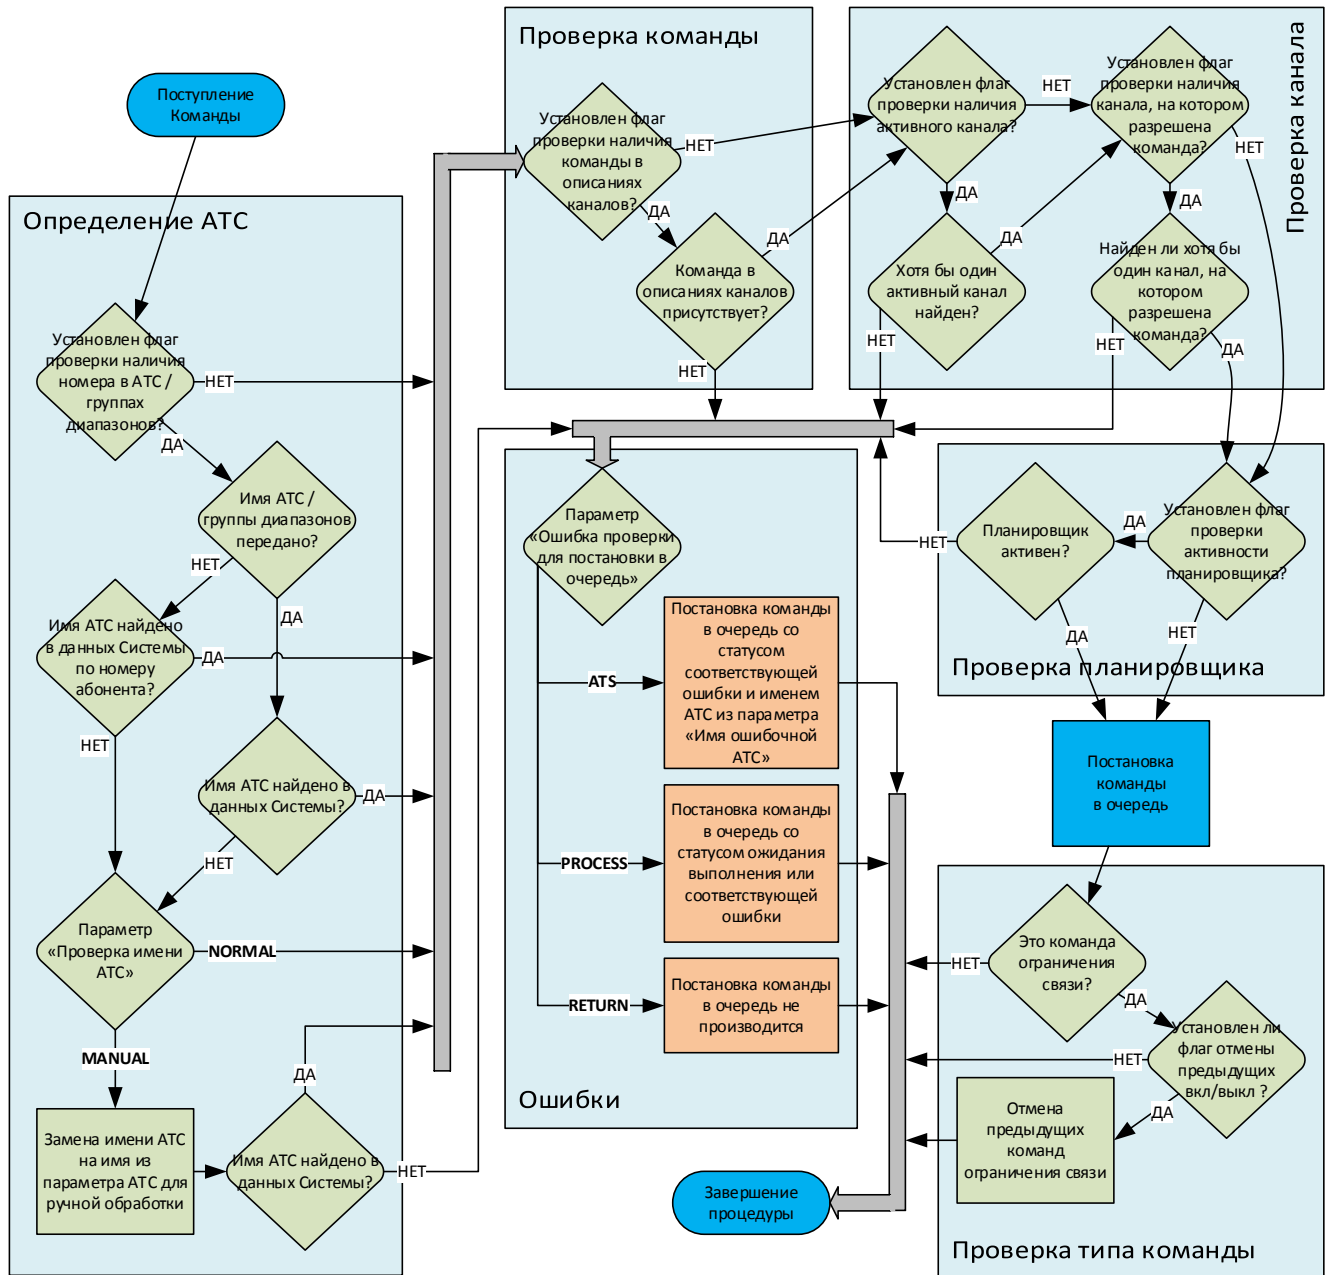 Поступление
Команды
Определение АТС
Установлен флаг
проверки наличия
номера в АТС /
группах
диапазонов?
НЕТ
ДА
Имя АТС /
группы диапазонов
передано?
НЕТ
ДА
Имя АТС найдено
в данных Системы
по номеру
абонента?
ДА
НЕТ
Имя АТС найдено в
данных Системы?
ДА
НЕТ
Параметр
«Проверка имени
АТС»
NORMAL
MANUAL
Замена имени АТС
на имя из
параметра АТС для
ручной обработки
Имя АТС найдено в
данных Системы?
ДА
НЕТ
Проверка команды
Установлен флаг
проверки наличия
команды в
описаниях
каналов?
НЕТ
ДА
Команда в
описаниях каналов
присутствует?
ДА
НЕТ
Проверка канала
Установлен флаг
проверки наличия
активного канала?
НЕТ
ДА
Хотя бы один
активный канал
найден?
ДА
НЕТ
Установлен флаг
проверки наличия
канала, на котором
разрешена
команда?
НЕТ
ДА
Найден ли хотя бы
один канал, на
котором
разрешена
команда?
НЕТ
ДА
Ошибки
Параметр
«Ошибка проверки
для постановки в
очередь»
ATS
Постановка команды
в очередь со
статусом
соответствующей
ошибки и именем
АТС из параметра
«Имя ошибочной
АТС»
PROCESS
Постановка команды
в очередь со
статусом ожидания
выполнения или
соответствующей
ошибки
RETURN
Постановка команды
в очередь не
производится
Проверка планировщика
Установлен флаг
проверки
активности
планировщика?
ДА
НЕТ
Планировщик
активен?
НЕТ
ДА
Постановка
команды
в очередь
Проверка типа команды
Это команда
ограничения
связи?
НЕТ
ДА
Установлен ли
флаг отмены
предыдущих
вкл/выкл ?
НЕТ
ДА
Отмена
предыдущих
команд
ограничения связи
Завершение
процедуры